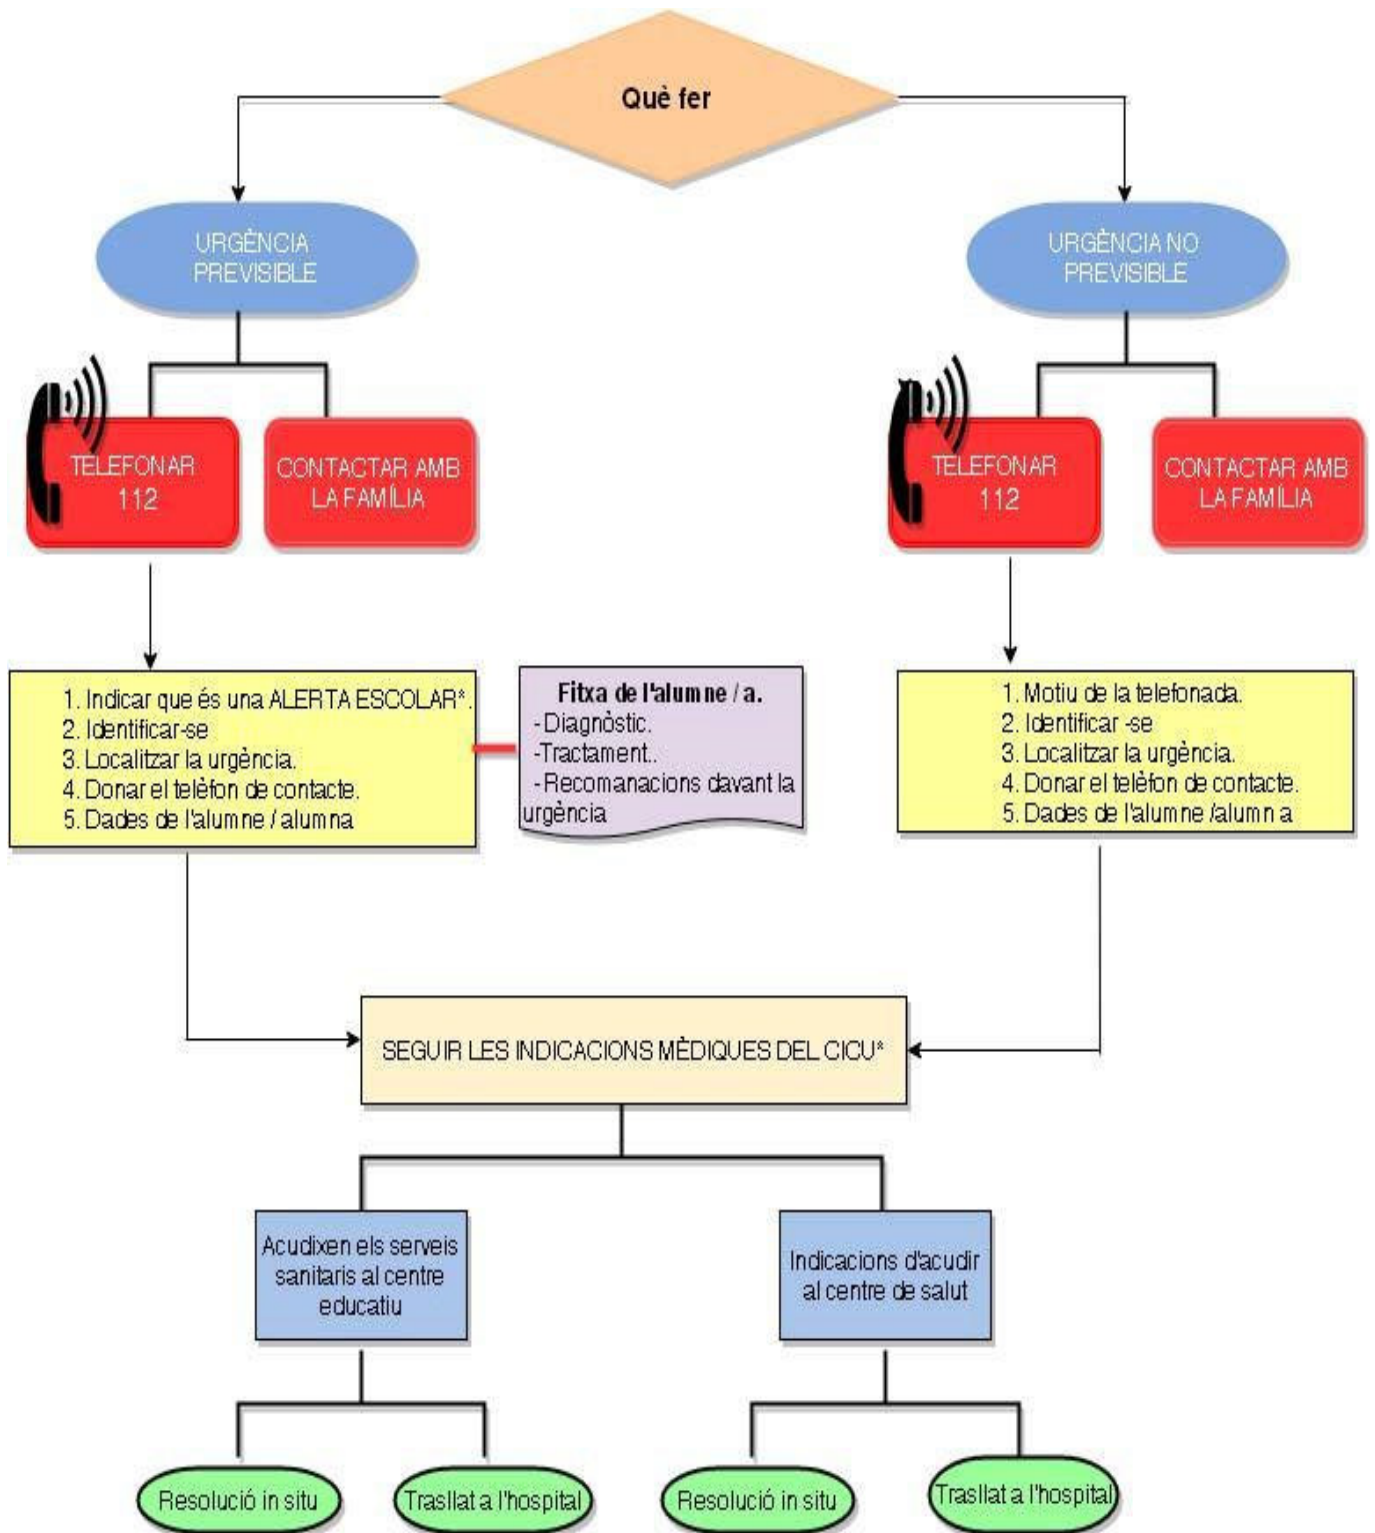 Què fer
URGÈNCIA
PREVISIBLE
URGÈNCIA NO
PREVISIBLE
TELEFONAR
112
CONTACTAR AMB
LA FAMÍLIA
TELEFONAR
112
CONTACTAR AMB
LA FAMÍLIA
1. Indicar que és una ALERTA ESCOLAR*.
2. Identificar-se
3. Localitzar la urgència.
4. Donar el telèfon de contacte.
5. Dades de l'alumne / alumna
Fitxa de l'alumne / a.
-Diagnòstic.
-Tractament..
-Recomanacions davant la
urgència
1. Motiu de la telefonada.
2. Identificar -se
3. Localitzar la urgència.
4. Donar el telèfon de contacte.
5. Dades de l'alumne /alumn a
SEGUIR LES INDICACIONS MÈDIQUES DEL CICU*
Acudixen els serveis
sanitaris al centre
educatiu
Indicacions d'acudir
al centre de salut
Resolució in situ
Trasllat a l'hospital
Resolució in situ
Trasllat a l'hospital